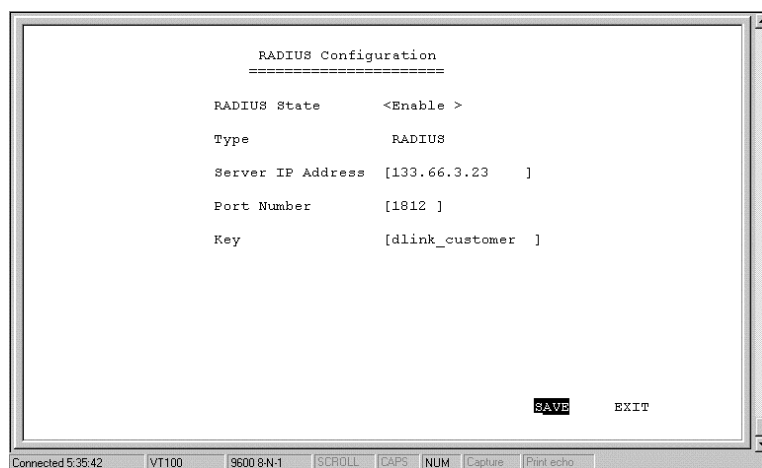 RADIUS Configuration
======================
RADIUS State <Enable >
Type RADIUS
Server IP Address [133.66.3.23 ]
Port Number [1812 ]
Key [dlink_customer ]
SAVE EXIT
Connected 5:35:42 VT100 9600 8-N-1 SCROLL CAPS NUM Capture Print echo